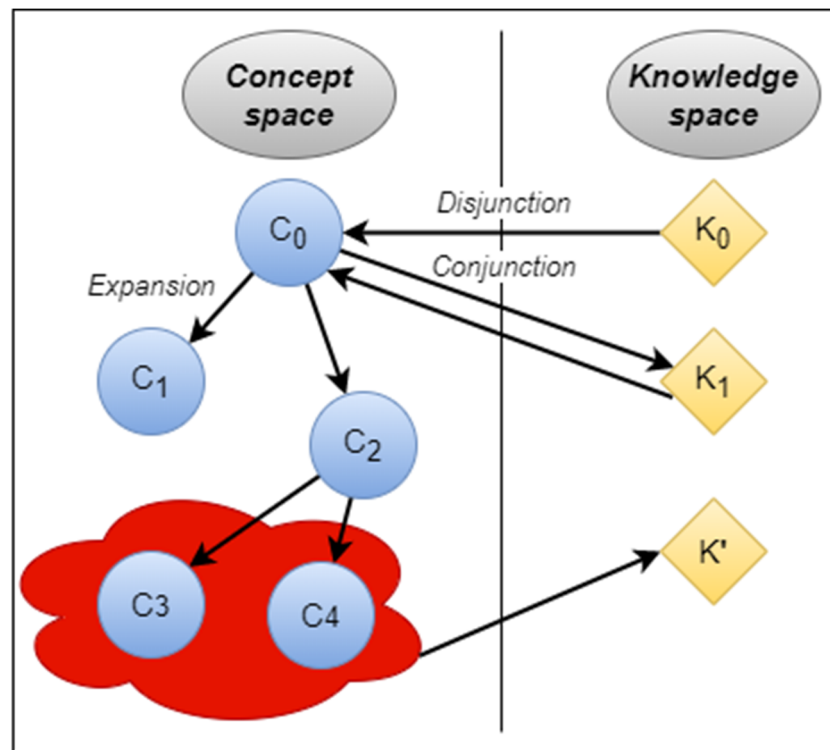 Concept
space
Knowledge
space
Disjunction
C₀
K₀
Conjunction
Expansion
C₁
K₁
C₂
K'
C3
C4